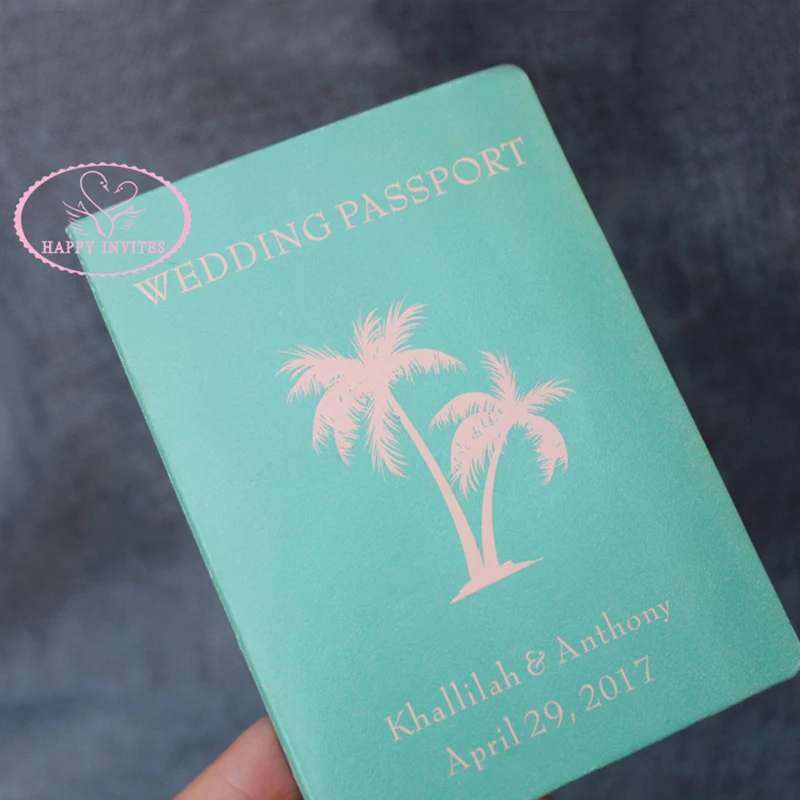 HAPPY INVITES
WEDDING PASSPORT
Khallilah & Anthony
April 29, 2017